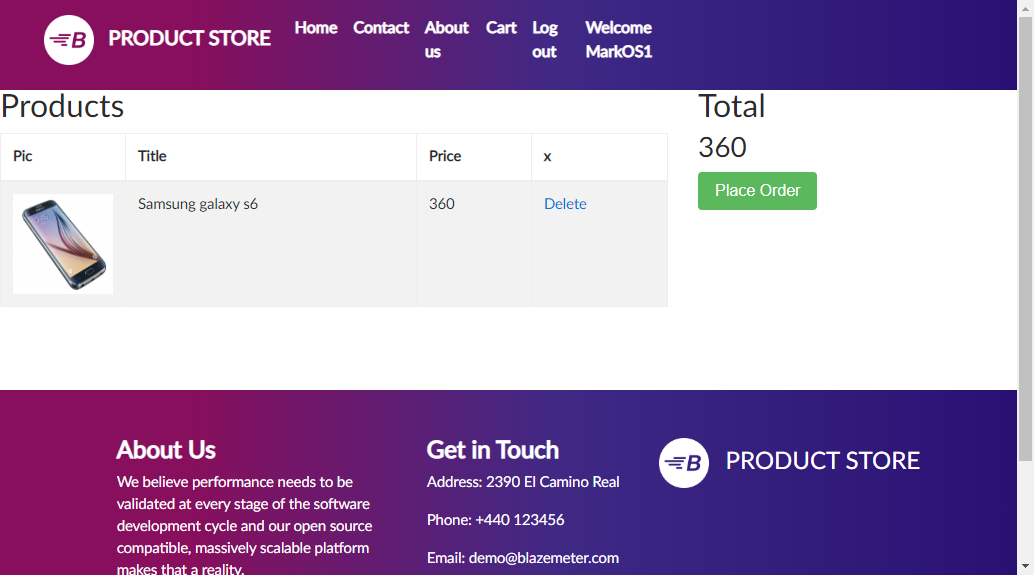 B PRODUCT STORE Home Contact About us Cart Log out Welcome MarkOS1
Products
Pic Title Price x
Samsung galaxy s6 360 Delete
Total
360
Place Order
About Us
We believe performance needs to be
validated at every stage of the software
development cycle and our open source
compatible, massively scalable platform
makes that a reality.
Get in Touch
Address: 2390 El Camino Real
Phone: +440 123456
Email: demo@blazemeter.com
B PRODUCT STORE